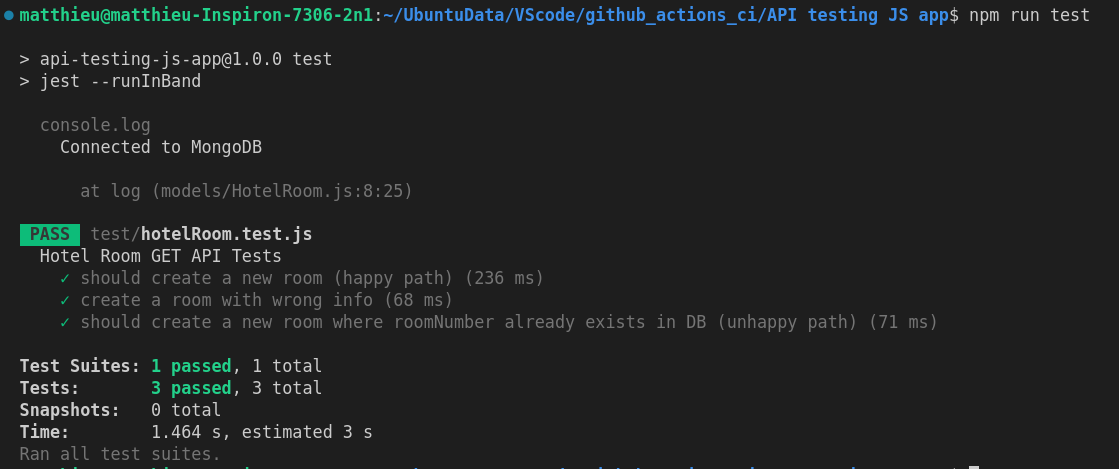 matthieu@matthieu-Inspiron-7306-2n1:~/UbuntuData/VScode/github_actions_ci/API testing JS app$ npm run test
> api-testing-js-app@1.0.0 test
> jest --runInBand
console.log
Connected to MongoDB
at log (models/HotelRoom.js:8:25)
PASS test/hotelRoom.test.js
Hotel Room GET API Tests
✓ should create a new room (happy path) (236 ms)
✓ create a room with wrong info (68 ms)
✓ should create a new room where roomNumber already exists in DB (unhappy path) (71 ms)
Test Suites: 1 passed, 1 total
Tests: 3 passed, 3 total
Snapshots: 0 total
Time: 1.464 s, estimated 3 s
Ran all test suites.